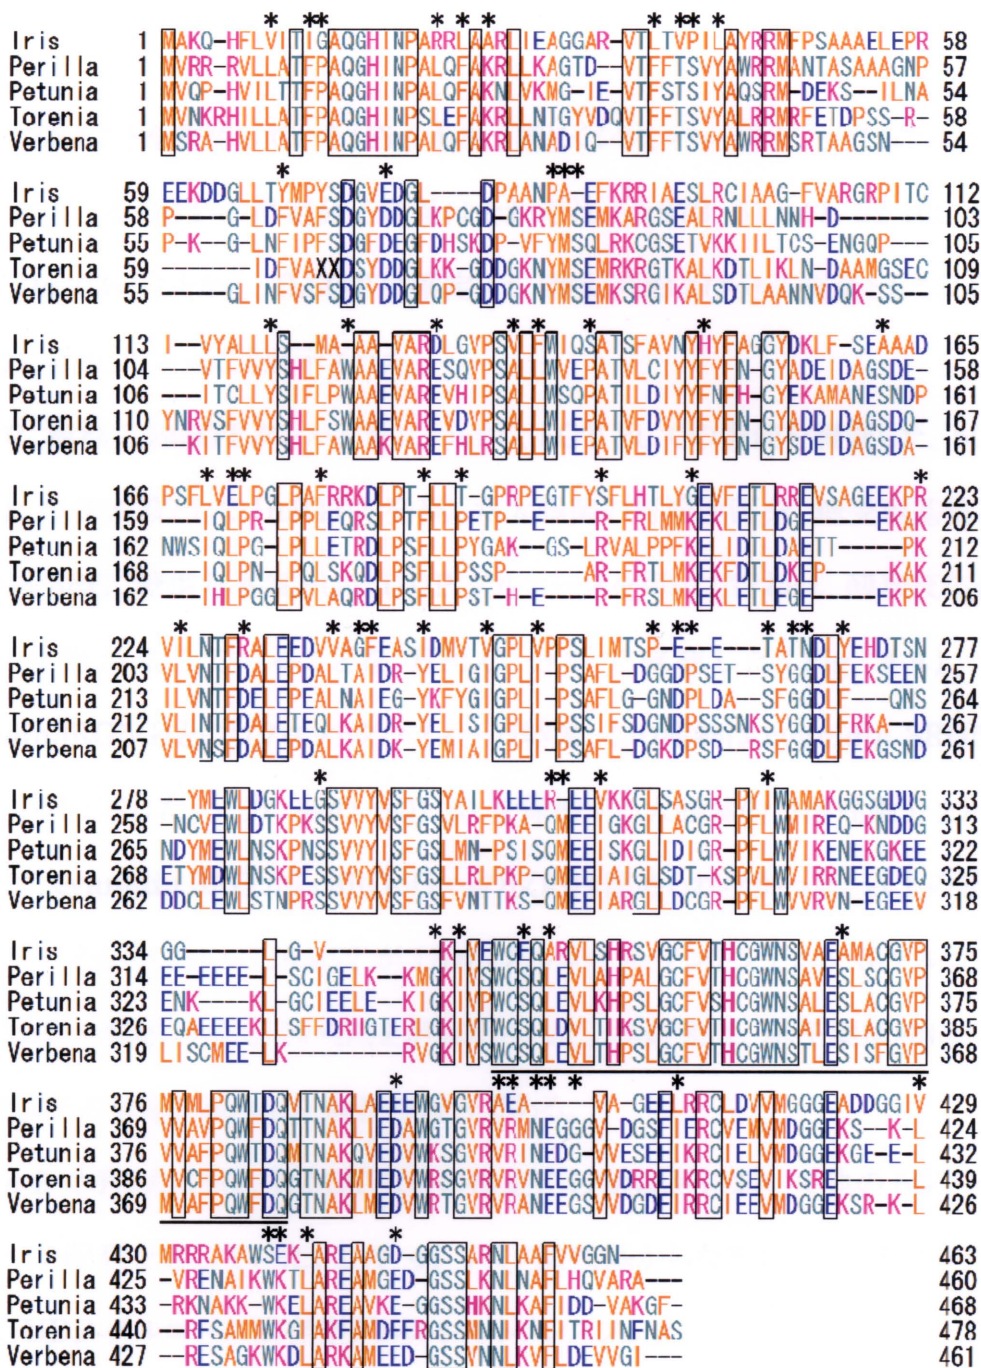 * ** * * * * * *
Iris 1 MAKQ-HFLVITIGAQGHINPARRLAARLIEAGGAR-VTLTVPILAYRRMFPSAAAELEPR 58
Perilla 1 MVRR-RVLLATFPAQGHINPALQFAKRLLKAGTD--VTFFTSVYAWRRMANTASAAAGNP 57
Petunia 1 MVQP-HVILTTFPAQGHINPALQFAKNLVKMG-IE-VTFSTSIYAQSRM-DEKS--ILNA 54
Torenia 1 MVNKRHILLATFPAQGHINPSLEFAKRLLNTGYVDQVTFFTSVYALRRMRFETDPSS-R- 58
Verbena 1 MSRA-HVLLATFPAQGHINPALQFAKRLANADIQ--VTFFTSVYAWRRMSRTAAGSN--- 54
* * ***
Iris 59 EEKDDGLLTYMPYSDGVEDGL----DPAANPA-EFKRRIAESLRCIAAG-FVARGRPITC 112
Perilla 58 P----G-LDFVAFSDGYDDGLKPCGD-GKRYMSEMKARGSEALRNLLLNNH-D------- 103
Petunia 55 P-K--G-LNFIPFSDGFDEGFDHSKDP-VFYMSQLRKCGSETVKKIILTCS-ENGQP--- 105
Torenia 59 -------IDFVAXXDSYDDGLKK-GDDGKNYMSEMRKRGTKALKDTLIKLN-DAAMGSEC 109
Verbena 55 -----GLINFVSFSDGYDDGLQP-GDDGKNYMSEMKSRGIKALSDTLAANNVDQK-SS-- 105
* * * * * * * *
Iris 113 I--VYALLLS--MA-AA-VARDLGVPSVLFWIQSATSFAVNYHYFAGGYDKLF-SEAAAD 165
Perilla 104 ---VTFVVYSHLFAWAAEVARESQVPSALLWVEPATVLCIYYFYFN-GYADEIDAGSDE- 158
Petunia 106 ---ITCLLYSIFLPWAAEVAREVHIPSALLWSQPATILDIYYFNFH-GYEKAMANESNDP 161
Torenia 110 YNRVSFVVYSHLFSWAAEVAREVDVPSALLWIEPATVFDVYYFYFN-GYADDIDAGSDQ- 167
Verbena 106 --KITFVVYSHLFSWAAKVAREFHLRSALLWIEPATVLDIFYFYFN-GYSDEIDAGSDA- 161
* ** * * * * * *
Iris 166 PSFLVELPGLPAFRRKDLPT-LLT-GPRPEGTFYSFLHTLYGEVFETLRREVSAGEEKPR 223
Perilla 159 ---IQLPR-LPPLEQRSLPTFLLPETP--E---R-FRLMMKEKLETLDGE-----EKAK 202
Petunia 162 NWSIQLPG-LPLLETRDLPSFLLPYGAK--GS-LRVALPPFKELIDTLDAETT-----PK 212
Torenia 168 ---IQLPN-LPQLSKQDLPSFLLPSSP------AR-FRTLMKEKFDTLDKEP-----KAK 211
Verbena 162 ---IHLPGGLPVLAQRDLPSFLLPST-H-E---R-FRSLMKEKLETLEGE-----EKPK 206
* * * ** * * * * ** * ** *
Iris 224 VILNTFRALEEDVVAGFEASIDMVTVGPLVPPSLIMTSP-E--E---TATNDLYEHDTSN 277
Perilla 203 VLVNTFDALEPDALTAIDR-YELIGIGPLI-PSAFL-DGGDPSET--SYGGDLFEKSEEN 257
Petunia 213 ILVNTFDELEPEALNAIEG-YKFYGIGPLI-PSAFLG-GNDPLDA--SFGGDLF---QNS 264
Torenia 212 VLINTFDALETEQLKAIDR-YELISIGPLI-PSSIFSDGNDPSSSNKSYGGDLFRKA--D 267
Verbena 207 VLVNSFDALEPDALKAIDK-YEMIAIGPLI-PSAFL-DGKDPSD--RSFGGDLFEKGSND 261
* ** * *
Iris 278 --YMEWLDGKEEGSVVYVSFGSYAILKEEER-EEVKKGLSASGR-PYIWAMAKGGSGDDG 333
Perilla 258 -NCVEWLDTKPKSSVVYVSFGSVLRFPKA-QMEEIGKGLLACGR-PFLWMIREQ-KNDDG 313
Petunia 265 NDYMEWLNSKPNSSVVYISFGSLMN-PSISQMEEISKGLIDIGR-PFLWVIKENEKGKEE 322
Torenia 268 ETYMDWLNSKPESSVVYVSFGSLLRLPKP-QMEEIAIGLSDT-KSPVLWVIRRNEEGDEQ 325
Verbena 262 DDCLEWLSTNPRSSVVYVSFGSFVNTTKS-QMEEIARGLLDCGR-PFLWVVRVN-EGEEV 318
* * * * *
Iris 334 GG-------L-G-V---------K-VEWCEQARVLSHRSVGCFVTHCGWNSVAEAMACGVP 375
Perilla 314 EE-EEEE-L-SCIGELK--KMGKIVSWCSQLEVLAHPALGCFVTHCGWNSAVESLSCGVP 368
Petunia 323 ENK----KL-GCIEELE--KIGKIVPWCSQLEVLKHPSLGCFVSHCGWNSALESLACGVP 375
Torenia 326 EQAEEEEKLLSFFDRHGTERLGKIVTWCSQLDVLTHKSVGCFVTHCGWNSAIESLACGVP 385
Verbena 319 LISCMEE-LK----------RVGKIVSWCSQLEVLTHPSLGCFVTHCGWNSTLESISFGVP 368
* ** ** * * *
Iris 376 MVMLPQWTDQVTNAKLAEEEWGVGVRAEA-----VA-GEELRRCLDVVMGGGEADDGGIV 429
Perilla 369 VVAVPQWFDQTTNAKLIEDAWGTGVRVRMNEGGGV-DGSEIERCVEMVMDGGEKS--K-L 424
Petunia 376 VVAFPQWTDQMTNAKQVEDVWKSGVRVRINEDG-VVESEEIKRCIELVMDGGEKGE-E-L 432
Torenia 386 VVCFPQWFDQGTNAKMIEDVWRTGVRVRVNEEGSVVDRREIKRCVSEVIKSRE------L 439
Verbena 369 MVAFPQWFDQGTNAKLMEDVWRTGVRVRANEEGSVVDGDEIRRCIEEVMDGGEKSR-K-L 426
** * *
Iris 430 MRRRAKAWSEK-AREAAGD-GGSSARNLAAFVVGGN---- 463
Perilla 425 -VRENAIKWKTLAREAMGED-GSSLKNLNAFLHQVARA--- 460
Petunia 433 -RKNAKK-WKELAREAVKE-GGSSHKNLKAFIDD-VAKGF- 468
Torenia 440 --RESAMMWKGLAKEAMDEERGSSMNNLKNFITRIINFNAS 478
Verbena 427 --RESAGKWKDLARKAMEED-GSSVNNLKVFLDEVVGI--- 461